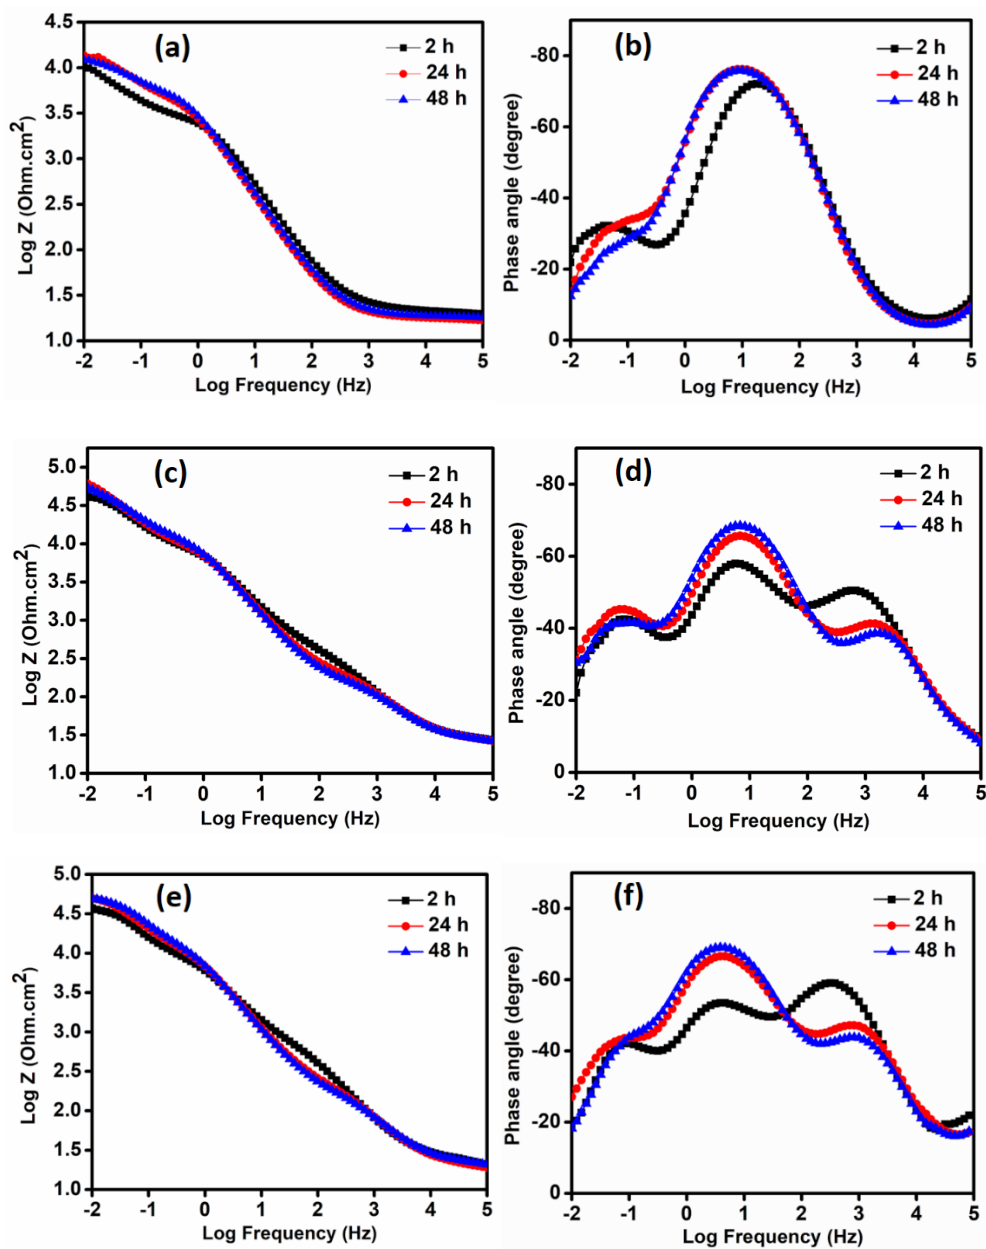 (a)
2 h
24 h
48 h
Log Z (Ohm.cm²)
4.5
4.0
3.5
3.0
2.5
2.0
1.5
1.0
-2 -1 0 1 2 3 4 5
Log Frequency (Hz)
(b)
2 h
24 h
48 h
Phase angle (degree)
-80
-60
-40
-20
0
-2 -1 0 1 2 3 4 5
Log Frequency (Hz)
(c)
2 h
24 h
48 h
Log Z (Ohm.cm²)
5.0
4.5
4.0
3.5
3.0
2.5
2.0
1.5
1.0
-2 -1 0 1 2 3 4 5
Log Frequency (Hz)
(d)
2 h
24 h
48 h
Phase angle (degree)
-80
-60
-40
-20
0
-2 -1 0 1 2 3 4 5
Log Frequency (Hz)
(e)
2 h
24 h
48 h
Log Z (Ohm.cm²)
5.0
4.5
4.0
3.5
3.0
2.5
2.0
1.5
1.0
-2 -1 0 1 2 3 4 5
Log Frequency (Hz)
(f)
2 h
24 h
48 h
Phase angle (degree)
-80
-60
-40
-20
0
-2 -1 0 1 2 3 4 5
Log Frequency (Hz)